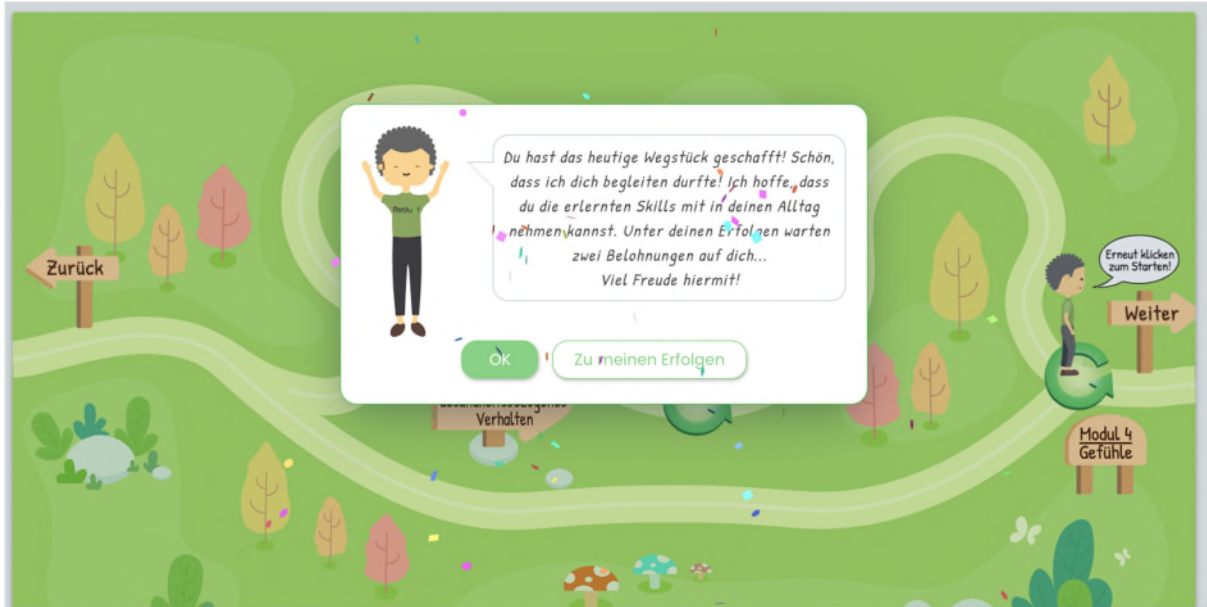 Du hast das heutige Wegstück geschafft! Schön,
dass ich dich begleiten durfte! Ich hoffe, dass
du die erlernten Skills mit in deinen Alltag
nehmen kannst. Unter deinen Erfolgen warten
zwei Belohnungen auf dich...
Viel Freude hiermit!
OK
Zu meinen Erfolgen
Zurück
Erneut klicken
zum Starten!
Weiter
Verhalten
Modul 4
Gefühle